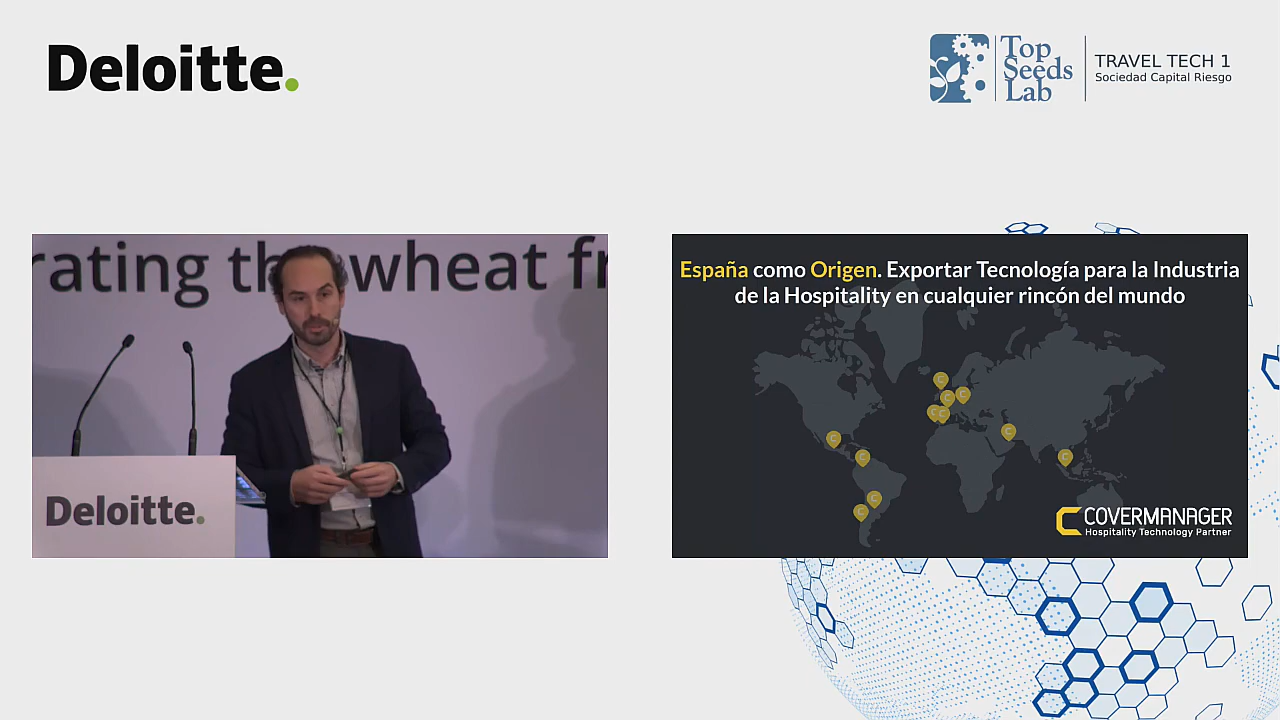 Deloitte.
Top
Seeds
Lab
TRAVEL TECH 1
Sociedad Capital Riesgo
rating the wheat fr
Deloitte.
España como Origen. Exportar Tecnología para la Industria
de la Hospitality en cualquier rincón del mundo
COVERMANAGER
Hospitality Technology Partner